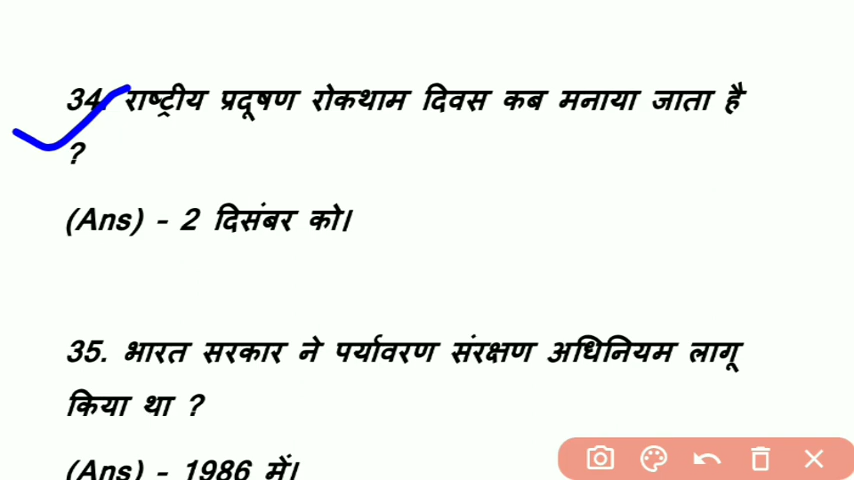 34. राष्ट्रीय प्रदूषण रोकथाम दिवस कब मनाया जाता है
?
(Ans) - 2 दिसंबर को।
35. भारत सरकार ने पर्यावरण संरक्षण अधिनियम लागू
किया था ?
(Ans) - 1986 में।